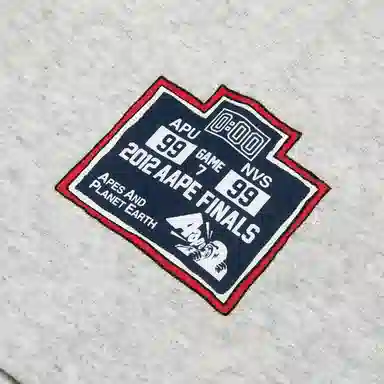 0:00
APU GAME NVS
99 7 99
2012 AAPE FINALS
APES AND
PLANET EARTH